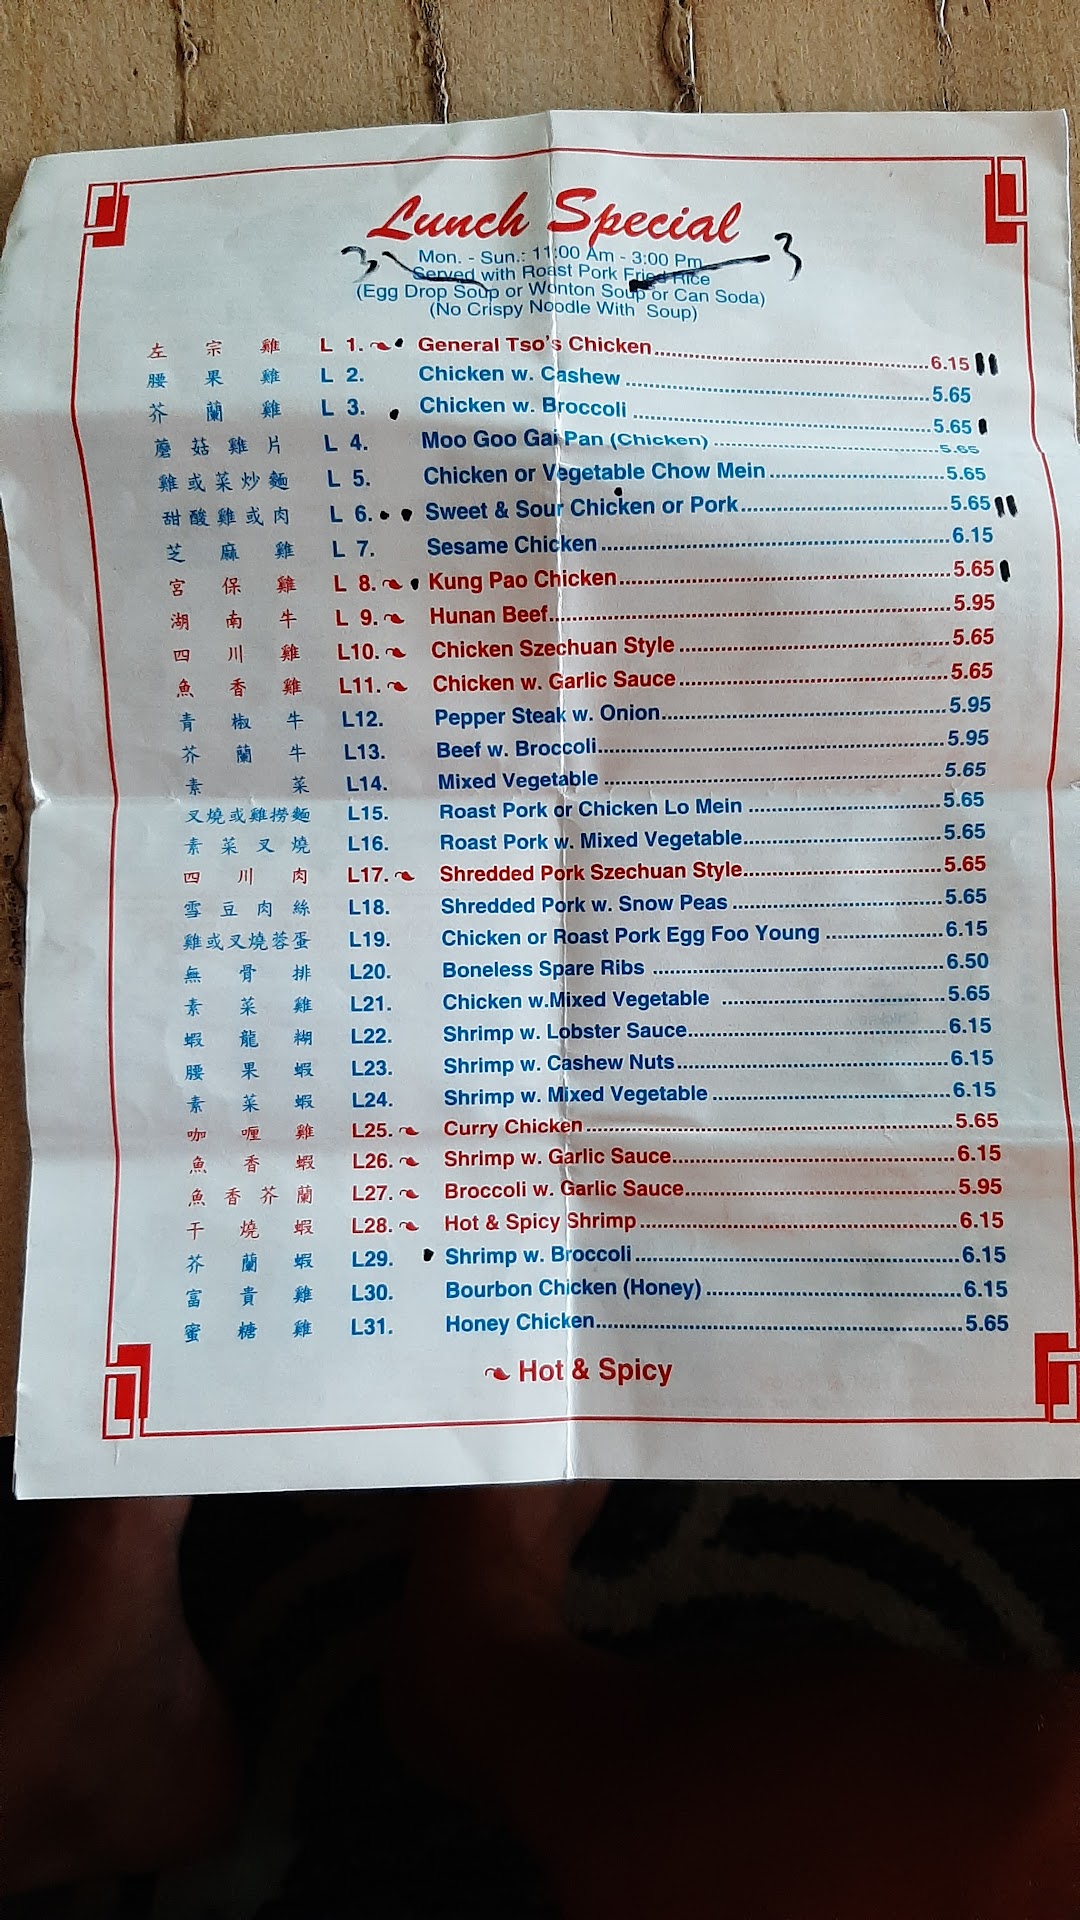 Lunch Special
Mon. - Sun.: 11:00 Am - 3:00 Pm
3 Served with Roast Pork Fried Rice 3
(Egg Drop Soup or Wonton Soup or Can Soda)
(No Crispy Noodle With Soup)
左宗雞 L 1. General Tso's Chicken 6.15
腰果雞 L 2. Chicken w. Cashew 5.65
芥蘭雞 L 3. Chicken w. Broccoli 5.65
蘑菇雞片 L 4. Moo Goo Gai Pan (Chicken) 5.65
雞或菜炒麵 L 5. Chicken or Vegetable Chow Mein 5.65
甜酸雞或肉 L 6. Sweet & Sour Chicken or Pork 5.65
芝麻雞 L 7. Sesame Chicken 6.15
宮保雞 L 8. Kung Pao Chicken 5.65
湖南牛 L 9. Hunan Beef 5.95
四川雞 L10. Chicken Szechuan Style 5.65
魚香雞 L11. Chicken w. Garlic Sauce 5.65
青椒牛 L12. Pepper Steak w. Onion 5.95
芥蘭牛 L13. Beef w. Broccoli 5.95
素菜 L14. Mixed Vegetable 5.65
叉燒或雞撈麵 L15. Roast Pork or Chicken Lo Mein 5.65
素菜叉燒 L16. Roast Pork w. Mixed Vegetable 5.65
四川肉 L17. Shredded Pork Szechuan Style 5.65
雪豆肉絲 L18. Shredded Pork w. Snow Peas 5.65
雞或叉燒蓉蛋 L19. Chicken or Roast Pork Egg Foo Young 6.15
無骨排 L20. Boneless Spare Ribs 6.50
素菜雞 L21. Chicken w.Mixed Vegetable 5.65
蝦龍糊 L22. Shrimp w. Lobster Sauce 6.15
腰果蝦 L23. Shrimp w. Cashew Nuts 6.15
素菜蝦 L24. Shrimp w. Mixed Vegetable 6.15
咖喱雞 L25. Curry Chicken 5.65
魚香蝦 L26. Shrimp w. Garlic Sauce 6.15
魚香芥蘭 L27. Broccoli w. Garlic Sauce 5.95
干燒蝦 L28. Hot & Spicy Shrimp 6.15
芥蘭蝦 L29. Shrimp w. Broccoli 6.15
富貴雞 L30. Bourbon Chicken (Honey) 6.15
蜜糖雞 L31. Honey Chicken 5.65
Hot & Spicy